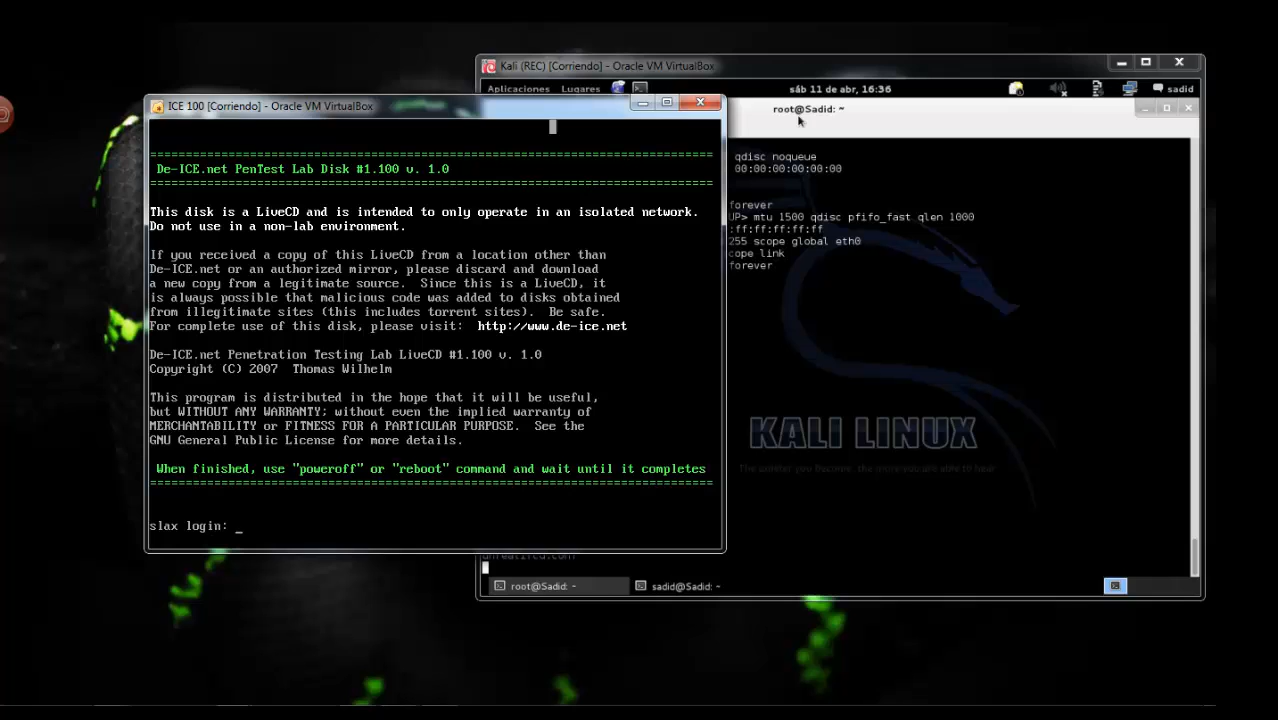 Kali (REC) [Corriendo] - Oracle VM VirtualBox
Aplicaciones Lugares sáb 11 de abr, 16:36 sadid
root@Sadid: ~
qdisc noqueue
00:00:00:00:00:00
forever
UP> mtu 1500 qdisc pfifo_fast qlen 1000
:ff:ff:ff:ff:ff
255 scope global eth0
cope link
forever
KALI LINUX
root@Sadid: ~ sadid@Sadid: ~
ICE 100 [Corriendo] - Oracle VM VirtualBox
================================================================================
De-ICE.net PenTest Lab Disk #1.100 v. 1.0
================================================================================
This disk is a LiveCD and is intended to only operate in an isolated network.
Do not use in a non-lab environment.
If you received a copy of this LiveCD from a location other than
De-ICE.net or an authorized mirror, please discard and download
a new copy from a legitimate source. Since this is a LiveCD, it
is always possible that malicious code was added to disks obtained
from illegitimate sites (this includes torrent sites). Be safe.
For complete use of this disk, please visit: http://www.de-ice.net
De-ICE.net Penetration Testing Lab LiveCD #1.100 v. 1.0
Copyright (C) 2007 Thomas Wilhelm
This program is distributed in the hope that it will be useful,
but WITHOUT ANY WARRANTY; without even the implied warranty of
MERCHANTABILITY or FITNESS FOR A PARTICULAR PURPOSE. See the
GNU General Public License for more details.
When finished, use "poweroff" or "reboot" command and wait until it completes
================================================================================
slax login: _